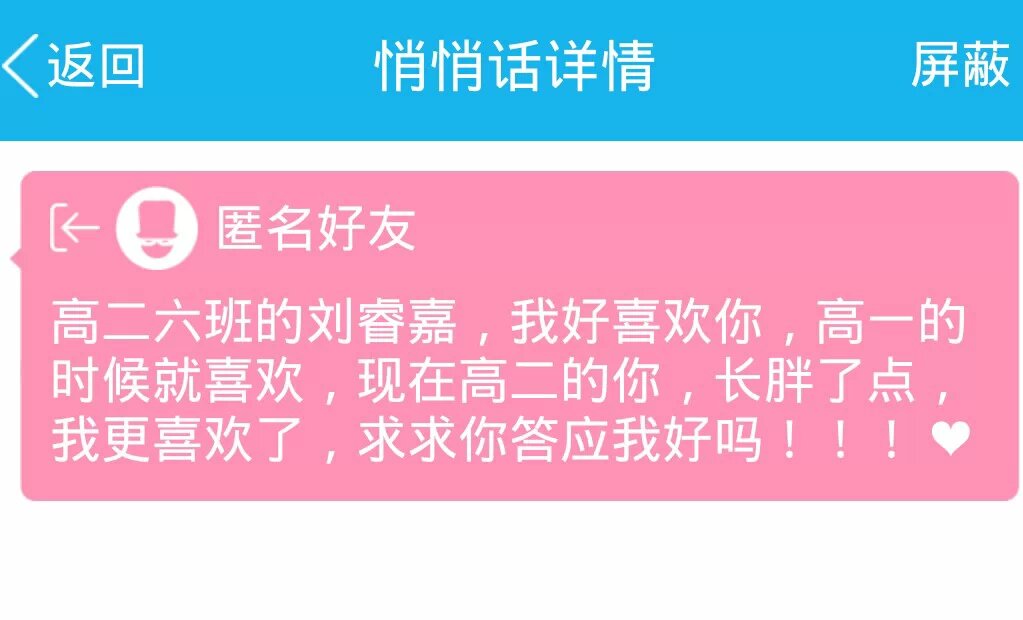 返回 悄悄话详情 屏蔽
匿名好友
高二六班的刘睿嘉，我好喜欢你，高一的
时候就喜欢，现在高二的你，长胖了点，
我更喜欢了，求求你答应我好吗！！！❤